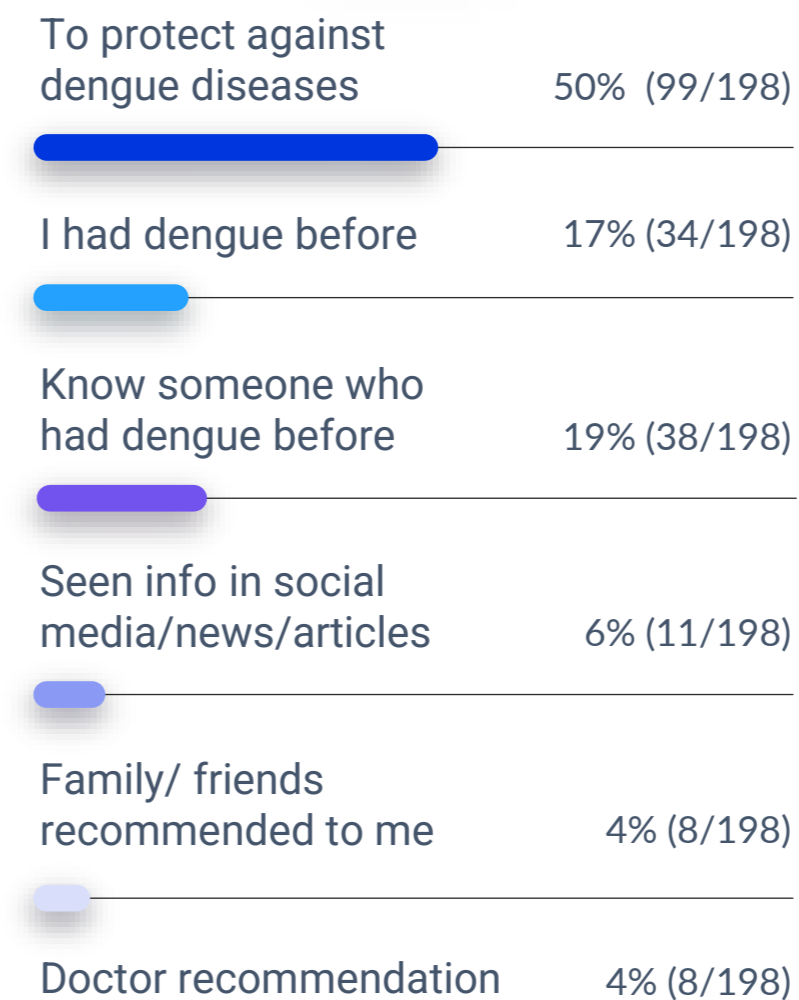 To protect against
dengue diseases 50% (99/198)
I had dengue before 17% (34/198)
Know someone who
had dengue before 19% (38/198)
Seen info in social
media/news/articles 6% (11/198)
Family/ friends
recommended to me 4% (8/198)
Doctor recommendation 4% (8/198)